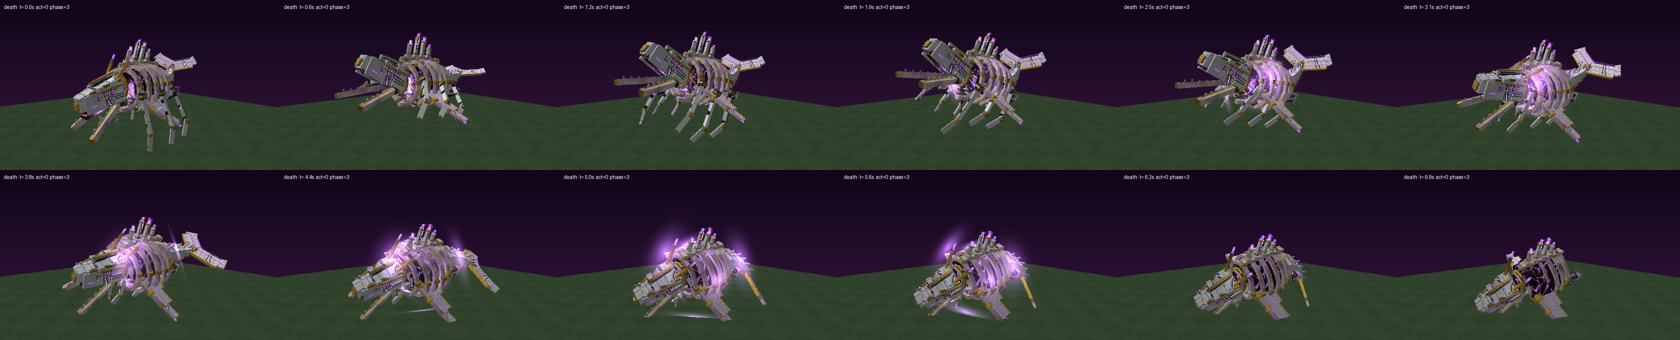 death t= 0.0s act=0 phase=3
death t= 0.6s act=0 phase=3
death t= 1.2s act=0 phase=3
death t= 1.9s act=0 phase=3
death t= 2.5s act=0 phase=3
death t= 3.1s act=0 phase=3
death t= 3.8s act=0 phase=3
death t= 4.4s act=0 phase=3
death t= 5.0s act=0 phase=3
death t= 5.6s act=0 phase=3
death t= 6.2s act=0 phase=3
death t= 6.9s act=0 phase=3